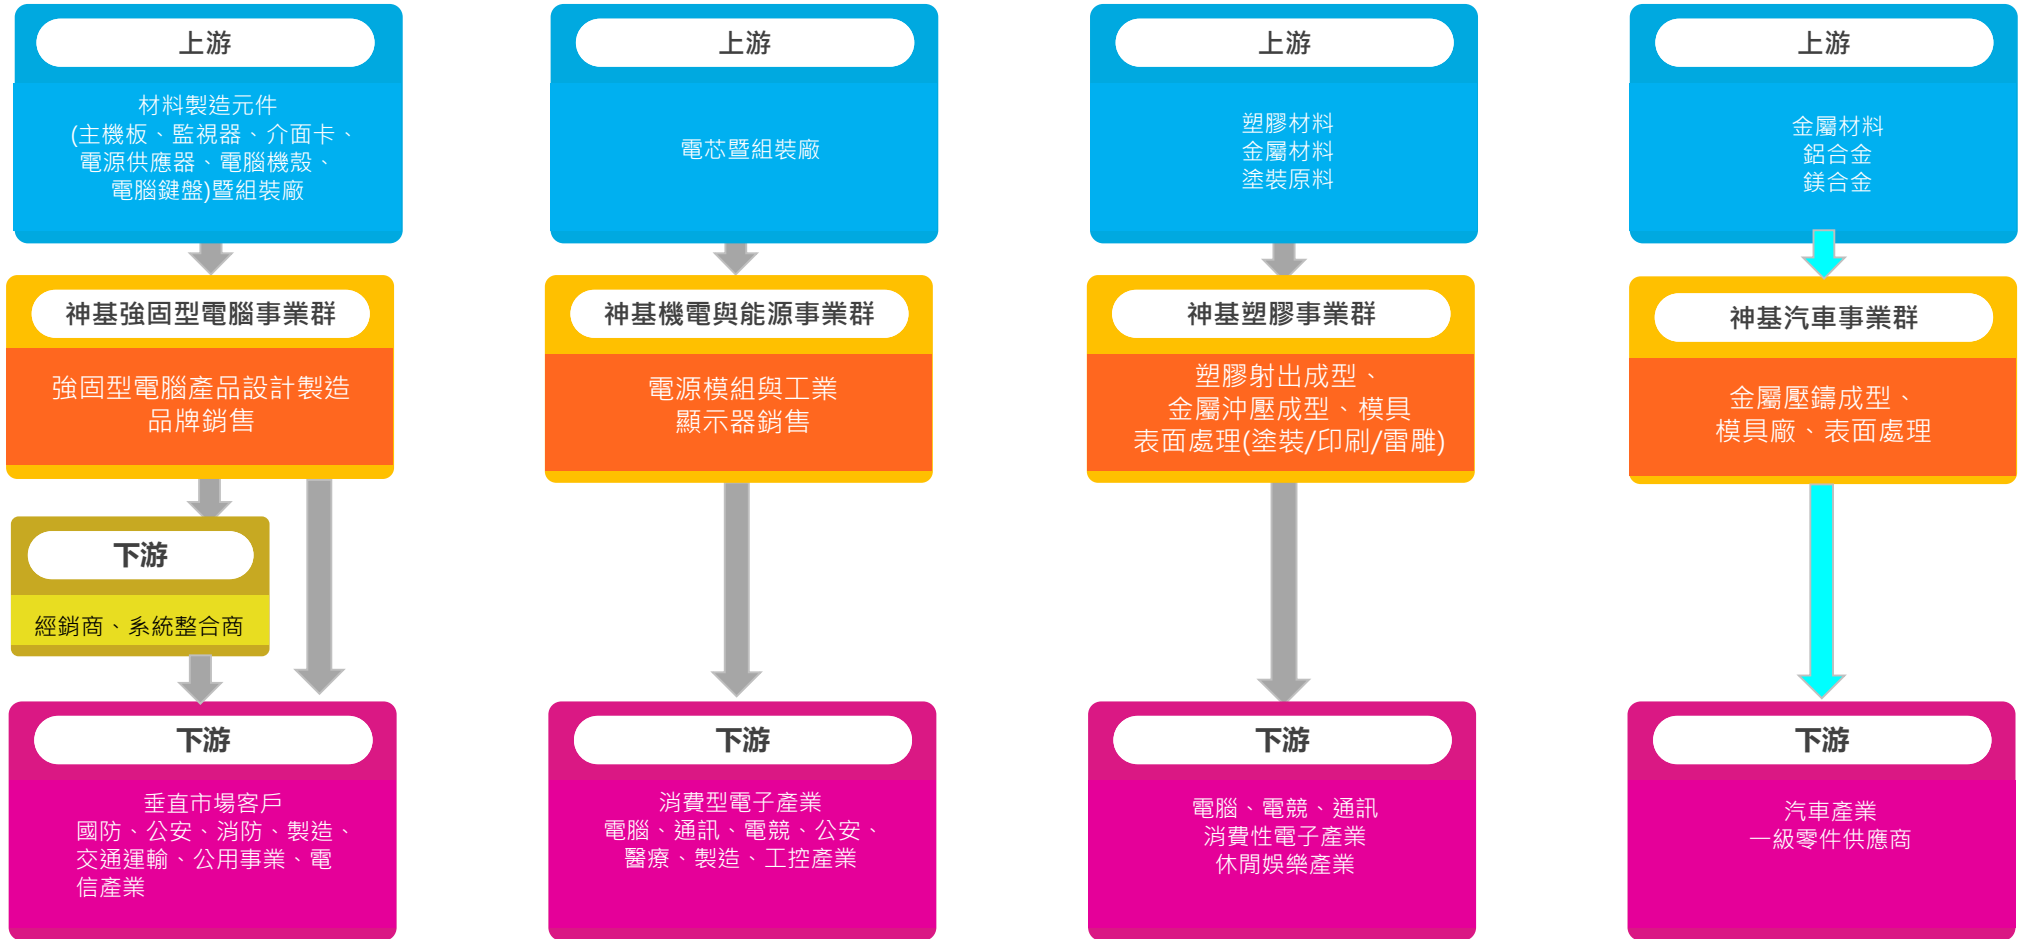 上游
材料製造元件
(主機板、監視器、介面卡、
電源供應器、電腦機殼、
電腦鍵盤)暨組裝廠
神基強固型電腦事業群
強固型電腦產品設計製造
品牌銷售
下游
經銷商、系統整合商
下游
垂直市場客戶
國防、公安、消防、製造、
交通運輸、公用事業、電
信產業
上游
電芯暨組裝廠
神基機電與能源事業群
電源模組與工業
顯示器銷售
下游
消費型電子產業
電腦、通訊、電競、公安、
醫療、製造、工控產業
上游
塑膠材料
金屬材料
塗裝原料
神基塑膠事業群
塑膠射出成型、
金屬沖壓成型、模具
表面處理(塗裝/印刷/雷雕)
下游
電腦、電競、通訊
消費性電子產業
休閒娛樂產業
上游
金屬材料
鋁合金
鎂合金
神基汽車事業群
金屬壓鑄成型、
模具廠、表面處理
下游
汽車產業
一級零件供應商